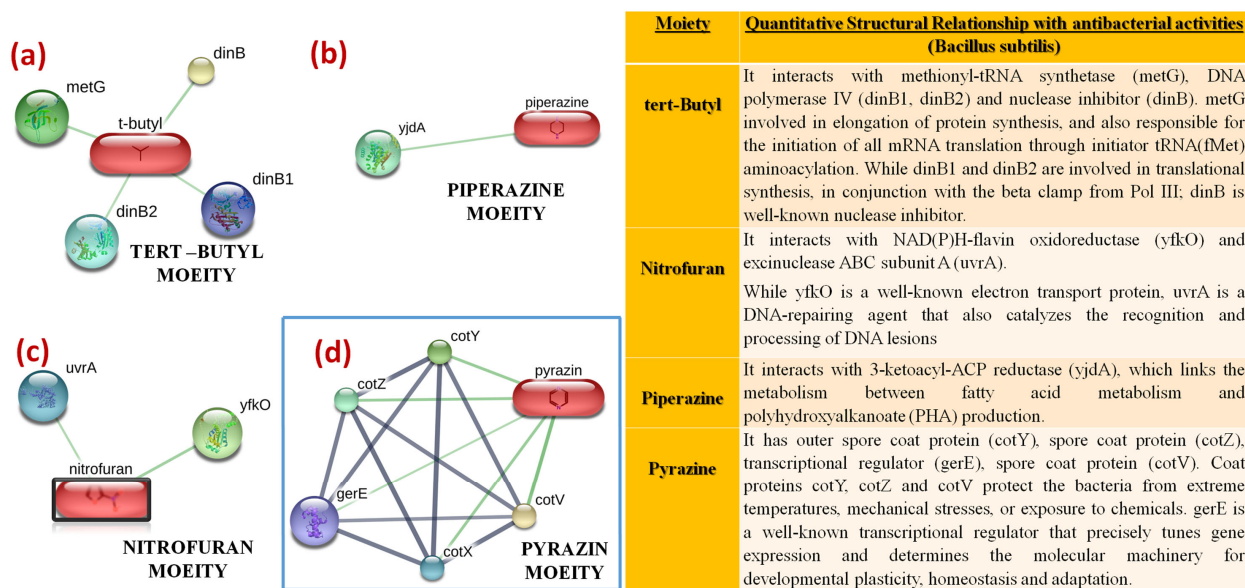 (a)
dinB
metG
t-butyl
dinB1
dinB2
TERT –BUTYL
MOEITY
(b)
piperazine
yjdA
PIPERAZINE
MOEITY
(c)
uvrA
yfkO
nitrofuran
NITROFURAN
MOEITY
(d)
cotY
cotZ
pyrazin
gerE
cotV
cotX
PYRAZIN
MOEITY
Moiety
Quantitative Structural Relationship with antibacterial activities
(Bacillus subtilis)
tert-Butyl
It interacts with methionyl-tRNA synthetase (metG), DNA
polymerase IV (dinB1, dinB2) and nuclease inhibitor (dinB). metG
involved in elongation of protein synthesis, and also responsible for
the initiation of all mRNA translation through initiator tRNA(fMet)
aminoacylation. While dinB1 and dinB2 are involved in translational
synthesis, in conjunction with the beta clamp from Pol III; dinB is
well-known nuclease inhibitor.
Nitrofuran
It interacts with NAD(P)H-flavin oxidoreductase (yfkO) and
excinuclease ABC subunit A (uvrA).
While yfkO is a well-known electron transport protein, uvrA is a
DNA-repairing agent that also catalyzes the recognition and
processing of DNA lesions
Piperazine
It interacts with 3-ketoacyl-ACP reductase (yjdA), which links the
metabolism between fatty acid metabolism and
polyhydroxyalkanoate (PHA) production.
Pyrazine
It has outer spore coat protein (cotY), spore coat protein (cotZ),
transcriptional regulator (gerE), spore coat protein (cotV). Coat
proteins cotY, cotZ and cotV protect the bacteria from extreme
temperatures, mechanical stresses, or exposure to chemicals. gerE is
a well-known transcriptional regulator that precisely tunes gene
expression and determines the molecular machinery for
developmental plasticity, homeostasis and adaptation.